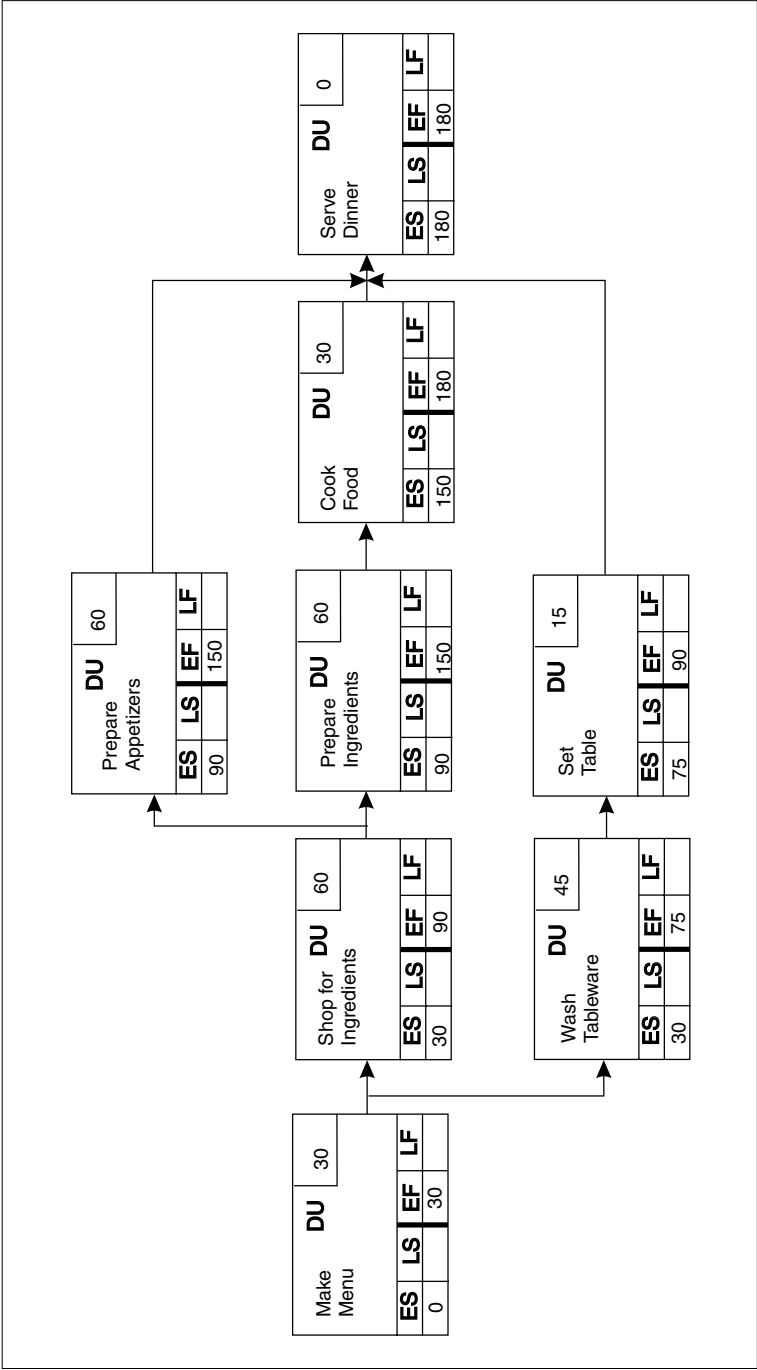 Make
Menu
DU
30
ES LS EF LF
0 30
Shop for
Ingredients
DU
60
ES LS EF LF
30 90
Wash
Tableware
DU
45
ES LS EF LF
30 75
Prepare
Appetizers
DU
60
ES LS EF LF
90 150
Prepare
Ingredients
DU
60
ES LS EF LF
90 150
Set
Table
DU
15
ES LS EF LF
75 90
Cook
Food
DU
30
ES LS EF LF
150 180
Serve
Dinner
DU
0
ES LS EF LF
180 180